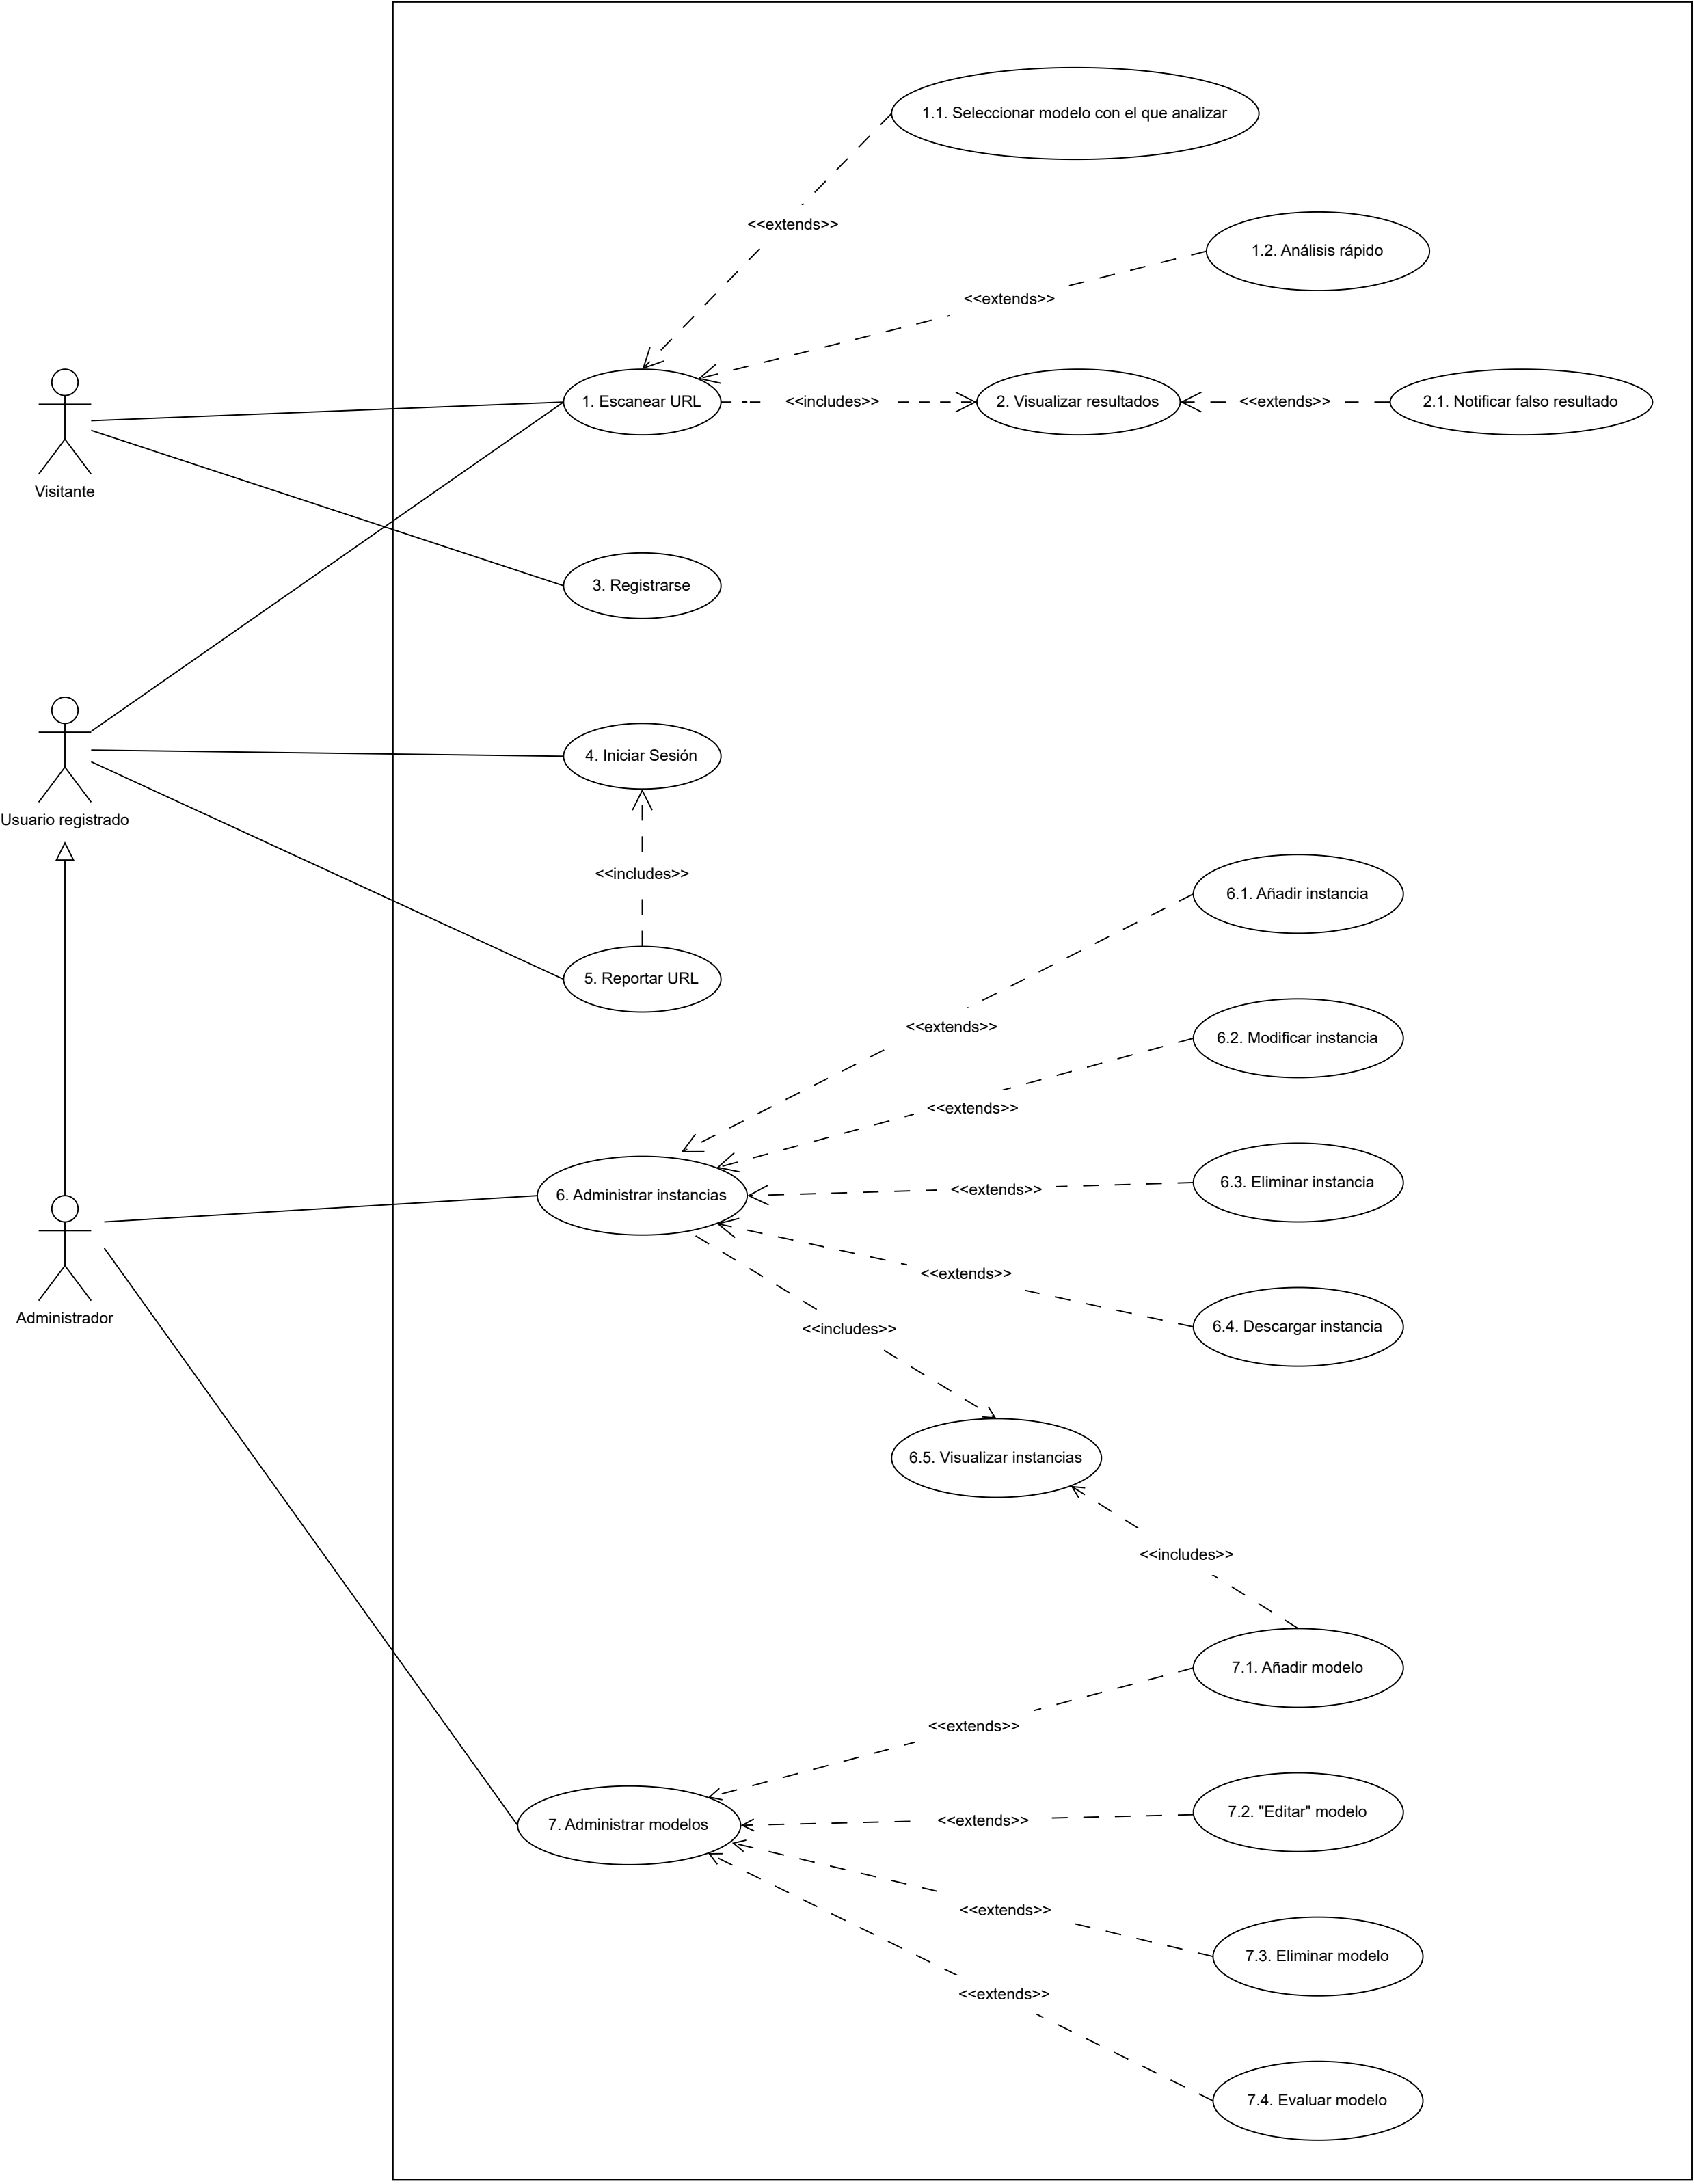 1.1. Seleccionar modelo con el que analizar
<<extends>>
1.2. Análisis rápido
<<extends>>
1. Escanear URL
<<includes>>
2. Visualizar resultados
<<extends>>
2.1. Notificar falso resultado
Visitante
3. Registrarse
4. Iniciar Sesión
Usuario registrado
<<includes>>
6.1. Añadir instancia
5. Reportar URL
<<extends>>
6.2. Modificar instancia
<<extends>>
6.3. Eliminar instancia
<<extends>>
6. Administrar instancias
<<extends>>
Administrador
6.4. Descargar instancia
<<includes>>
6.5. Visualizar instancias
<<includes>>
7.1. Añadir modelo
<<extends>>
7.2. "Editar" modelo
<<extends>>
7. Administrar modelos
<<extends>>
7.3. Eliminar modelo
<<extends>>
7.4. Evaluar modelo